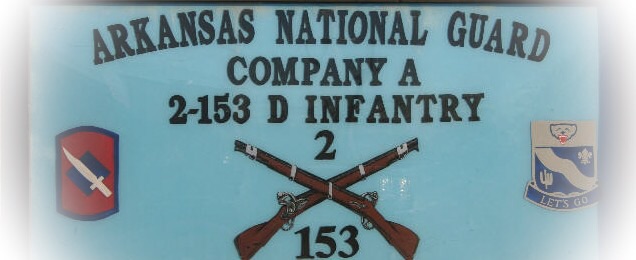 ARKANSAS NATIONAL GUARD
COMPANY A
2-153 D INFANTRY
2
153
LET'S GO